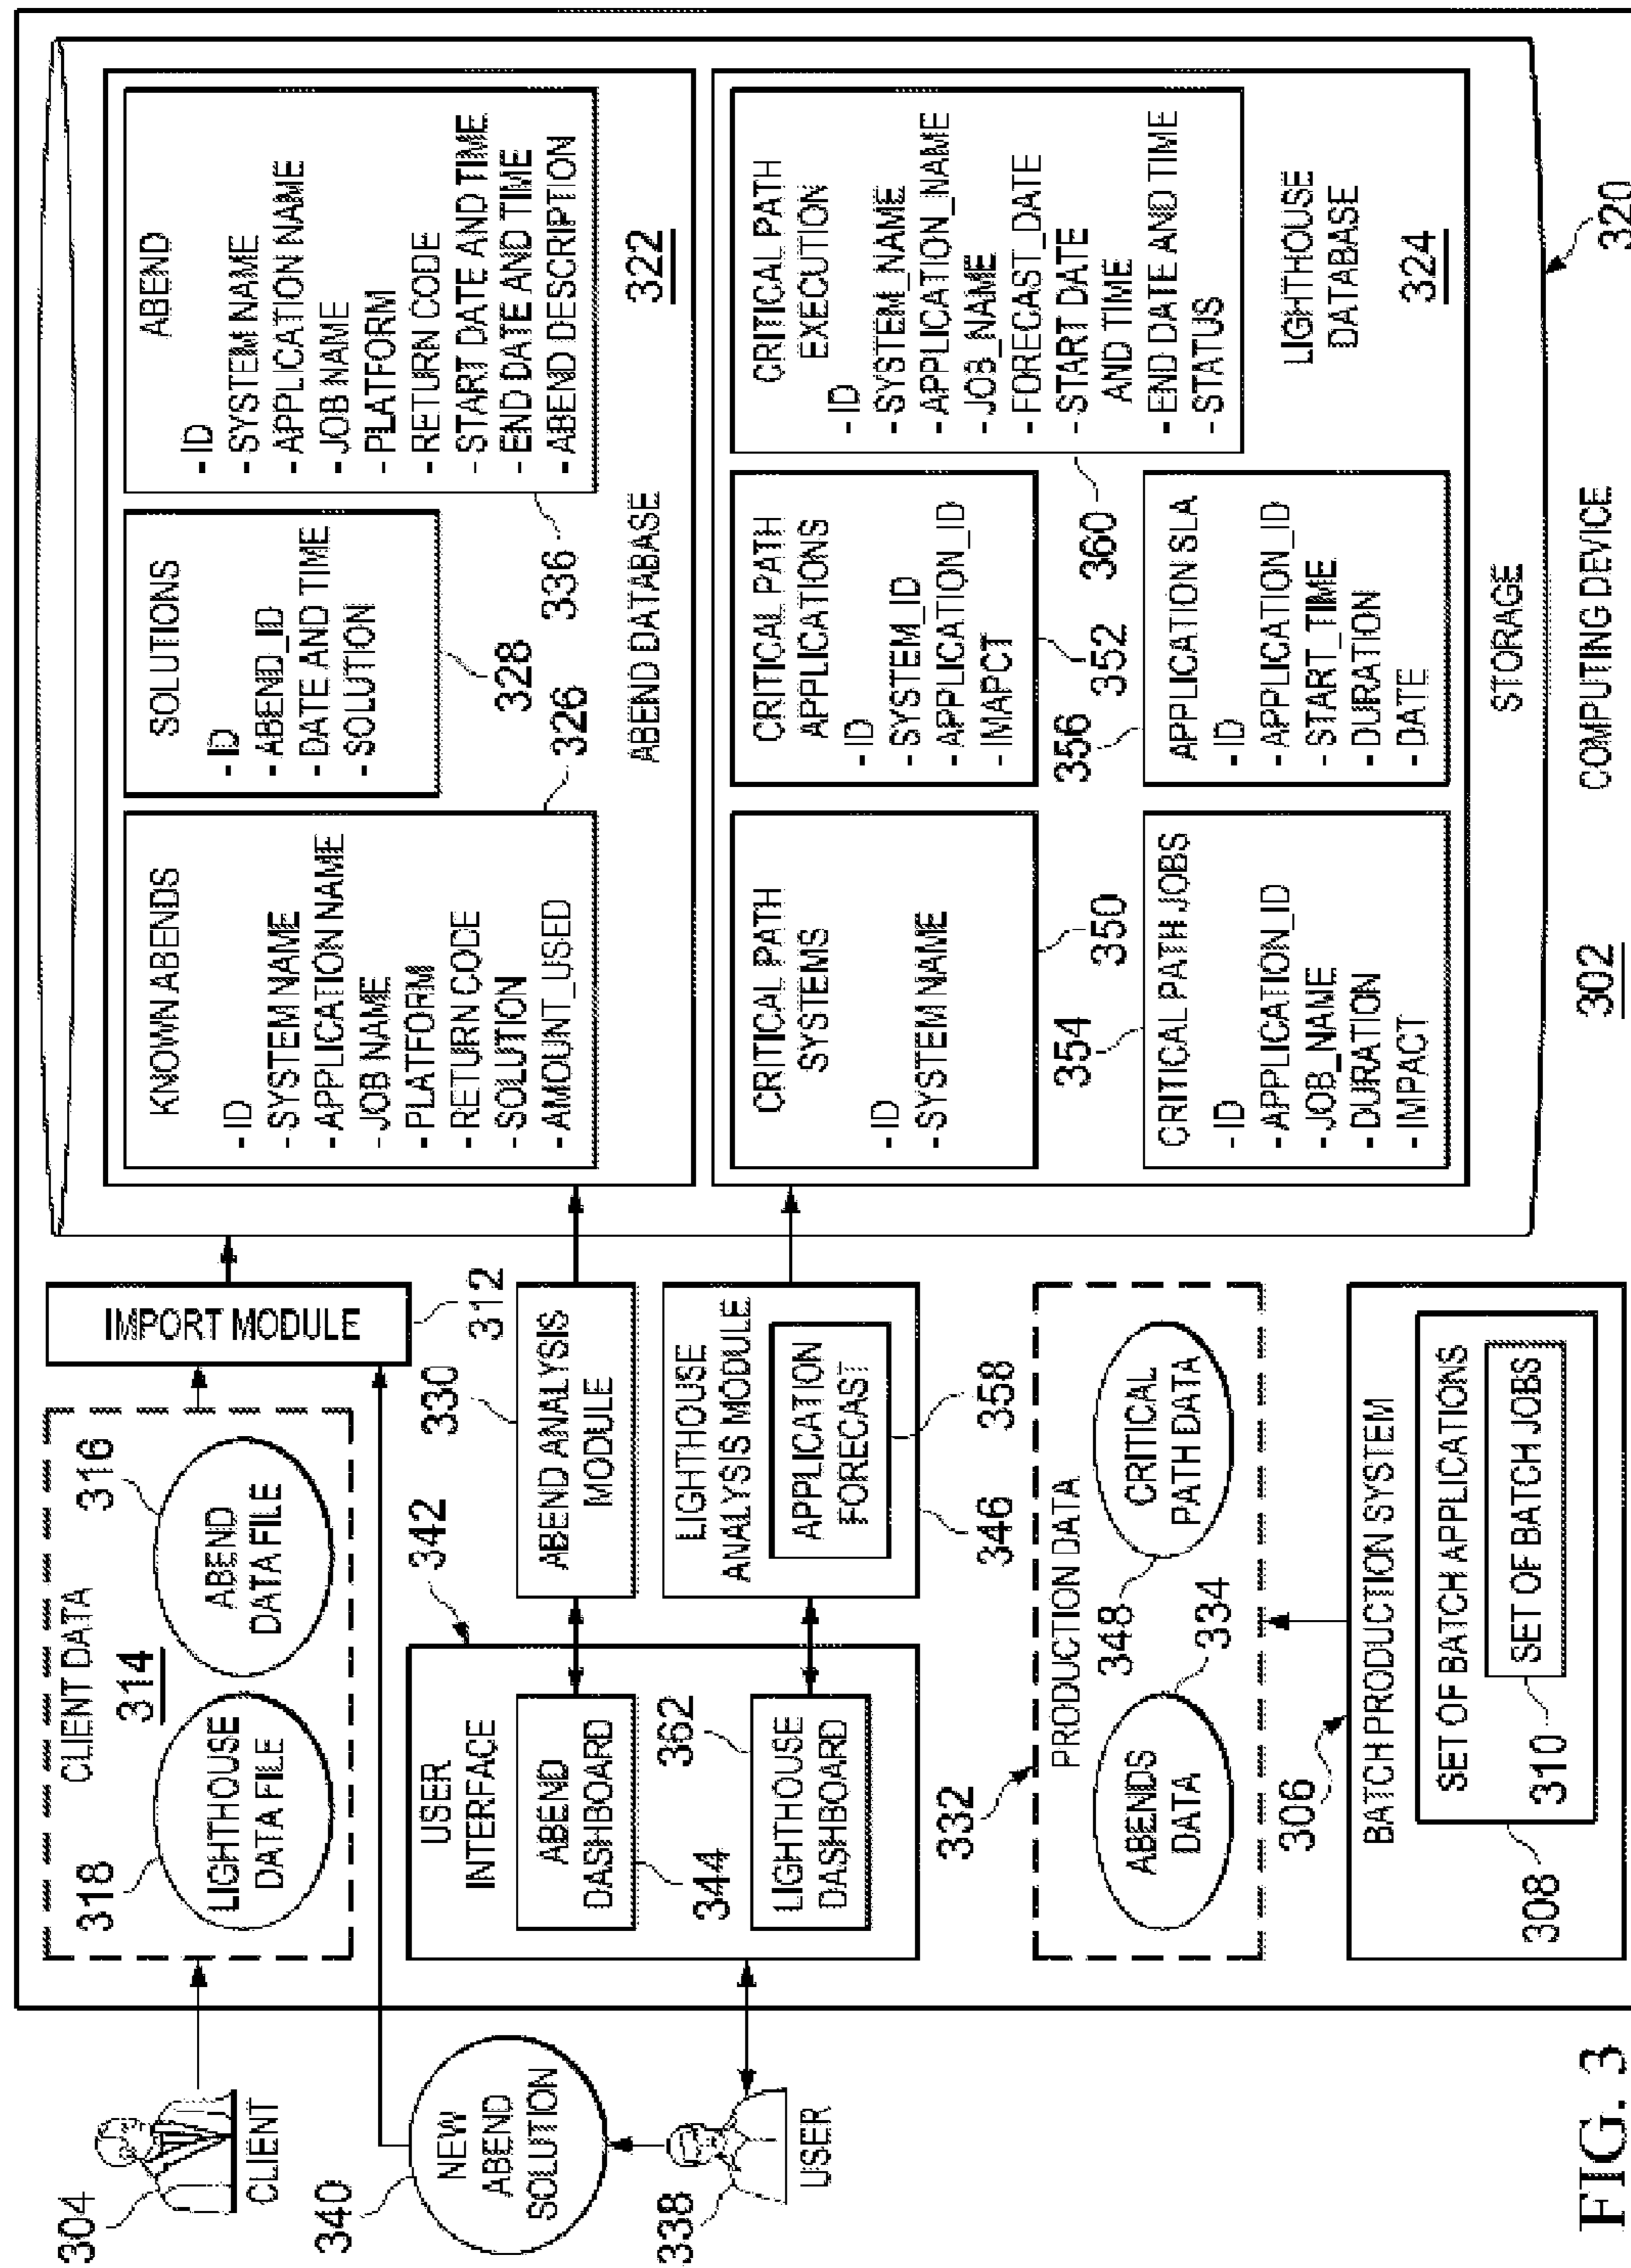 304
CLIENT
340
NEW
ABEND
SOLUTION
338
USER
CLIENT DATA
314
318
LIGHTHOUSE
DATA FILE
316
ABEND
DATA FILE
IMPORT MODULE
312
342
USER
INTERFACE
ABEND
DASHBOARD
344
362
LIGHTHOUSE
DASHBOARD
330
ABEND ANALYSIS
MODULE
LIGHTHOUSE
ANALYSIS MODULE
APPLICATION
FORECAST
358
346
332
PRODUCTION DATA
ABENDS
DATA
334
348
CRITICAL
PATH DATA
306
BATCH PRODUCTION SYSTEM
SET OF BATCH APPLICATIONS
SET OF BATCH JOBS
310
308
KNOWN ABENDS
- ID
- SYSTEM NAME
- APPLICATION NAME
- JOB NAME
- PLATFORM
- RETURN CODE
- SOLUTION
- AMOUNT_USED
326
SOLUTIONS
- ID
- ABEND_ID
- DATE AND TIME
- SOLUTION
328
ABEND
- ID
- SYSTEM NAME
- APPLICATION NAME
- JOB NAME
- PLATFORM
- RETURN CODE
- START DATE AND TIME
- END DATE AND TIME
- ABEND DESCRIPTION
336
ABEND DATABASE
322
CRITICAL PATH
SYSTEMS
- ID
- SYSTEM NAME
350
CRITICAL PATH
APPLICATIONS
- ID
- SYSTEM_ID
- APPLICATION_ID
- IMAPCT
352
CRITICAL PATH
EXECUTION
- ID
- SYSTEM_NAME
- APPLICATION_NAME
- JOB_NAME
- FORECAST_DATE
- START DATE
AND TIME
- END DATE AND TIME
- STATUS
360
354
CRITICAL PATH JOBS
- ID
- APPLICATION_ID
- JOB_NAME
- DURATION
- IMPACT
356
APPLICATION SLA
- ID
- APPLICATION_ID
- START_TIME
- DURATION
- DATE
LIGHTHOUSE
DATABASE
324
STORAGE
320
COMPUTING DEVICE
302
FIG. 3